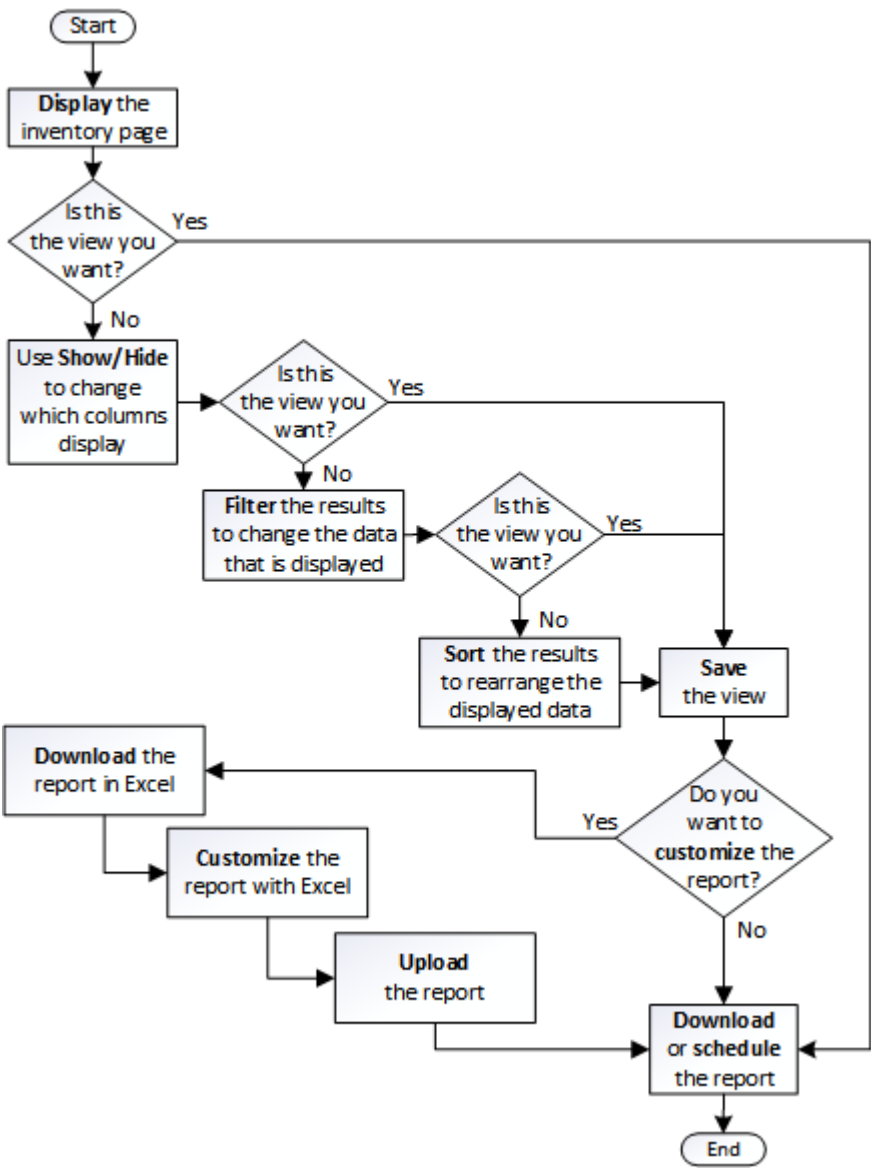 Start
Display the
inventory page
Is this
the view you
want?
Yes
No
Use Show/Hide
to change
which columns
display
Is this
the view you
want?
Yes
No
Filter the results
to change the data
that is displayed
Is this
the view you
want?
Yes
No
Sort the results
to rearrange the
displayed data
Save
the view
Do you
want to
customize the
report?
Yes
No
Download the
report in Excel
Customize the
report with Excel
Upload
the report
Download
or schedule
the report
End